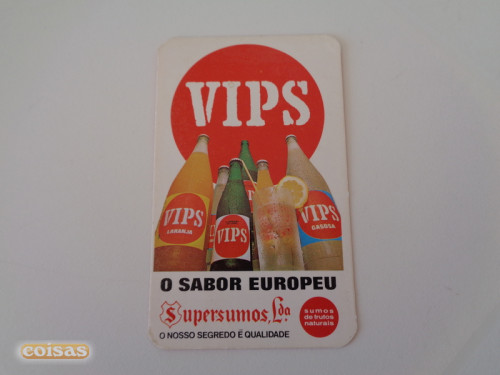 VIPS
VIPS
LARANJA
VIPS
VIPS
GASOSA
O SABOR EUROPEU
Supersumos, Lda
sumos
de frutos
naturais
O NOSSO SEGREDO É QUALIDADE
coisas